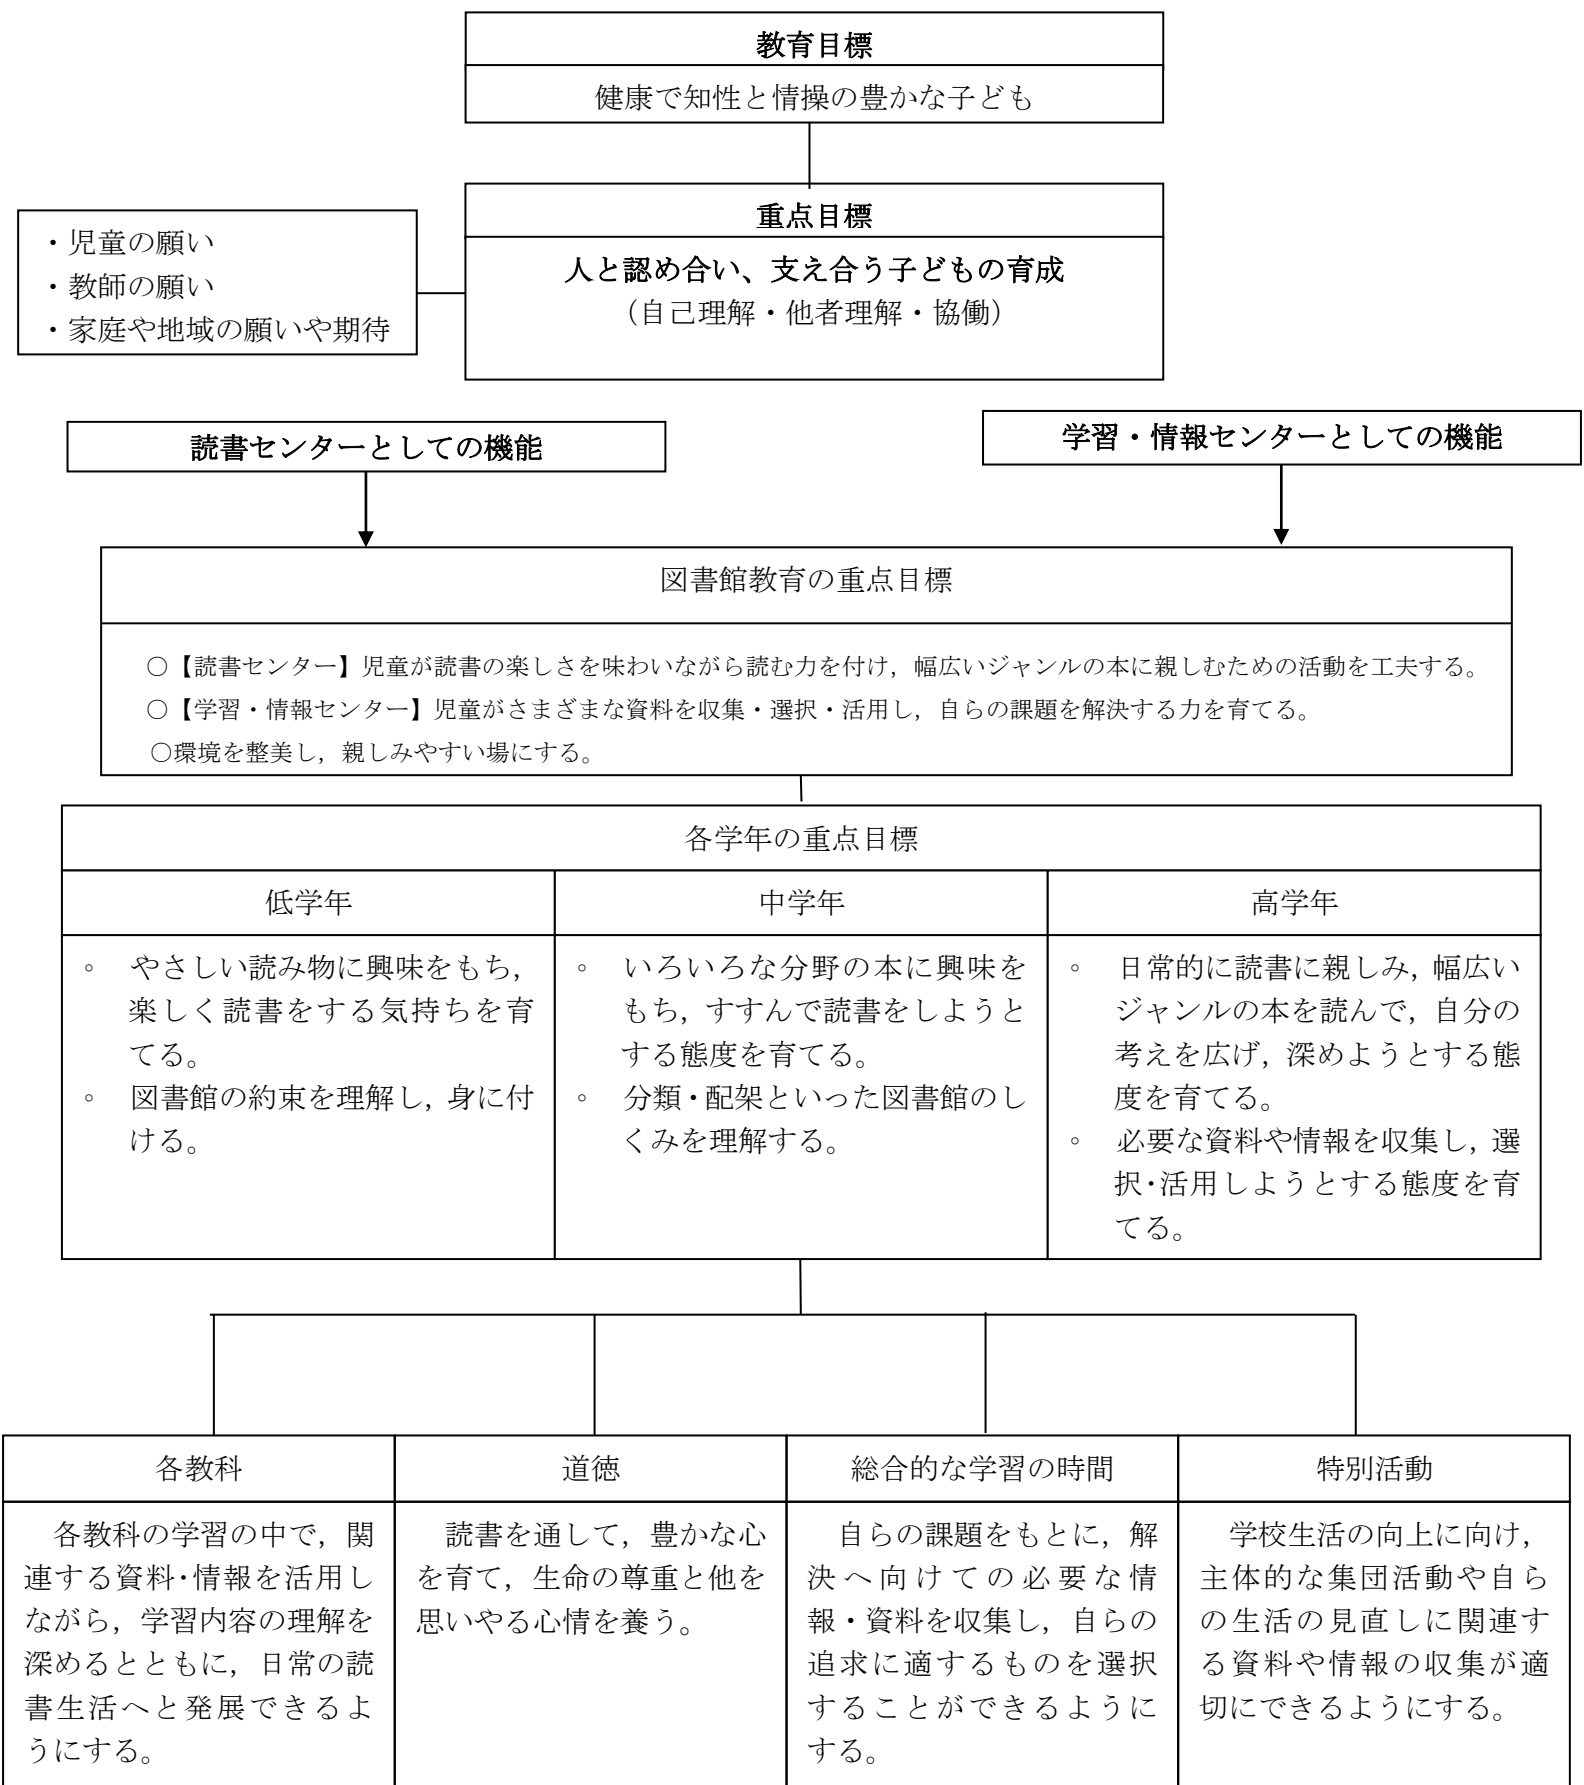 教育目標
健康で知性と情操の豊かな子ども
重点目標
人と認め合い、支え合う子どもの育成
（自己理解・他者理解・協働）
・児童の願い
・教師の願い
・家庭や地域の願いや期待
読書センターとしての機能
学習・情報センターとしての機能
図書館教育の重点目標
○【読書センター】児童が読書の楽しさを味わいながら読む力を付け，幅広いジャンルの本に親しむための活動を工夫する。
○【学習・情報センター】児童がさまざまな資料を収集・選択・活用し，自らの課題を解決する力を育てる。
○環境を整美し，親しみやすい場にする。
各学年の重点目標
低学年
中学年
高学年
◦　やさしい読み物に興味をもち，
楽しく読書をする気持ちを育
てる。
◦　図書館の約束を理解し，身に付
ける。
◦　いろいろな分野の本に興味を
もち，すすんで読書をしようと
する態度を育てる。
◦　分類・配架といった図書館のし
くみを理解する。
◦　日常的に読書に親しみ，幅広い
ジャンルの本を読んで，自分の
考えを広げ，深めようとする態
度を育てる。
◦　必要な資料や情報を収集し，選
択・活用しようとする態度を育
てる。
各教科
道徳
総合的な学習の時間
特別活動
各教科の学習の中で，関
連する資料・情報を活用し
ながら，学習内容の理解を
深めるとともに，日常の読
書生活へと発展できるよ
うにする。
読書を通して，豊かな心
を育て，生命の尊重と他を
思いやる心情を養う。
自らの課題をもとに，解
決へ向けての必要な情
報・資料を収集し，自らの
追求に適するものを選択
することができるように
する。
学校生活の向上に向け，
主体的な集団活動や自ら
の生活の見直しに関連す
る資料や情報の収集が適
切にできるようにする。